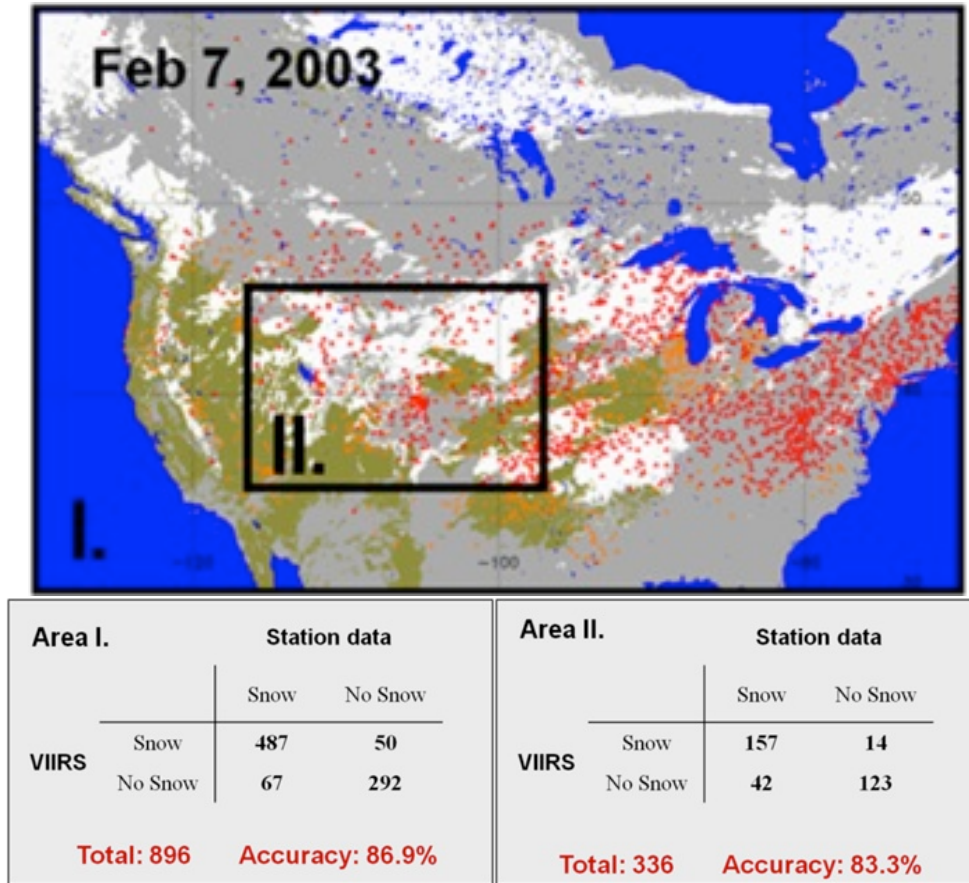 Feb 7, 2003
50
II.
I.
-120
-100
Area I.
Station data
Snow No Snow
VIIRS
Snow 487 50
No Snow 67 292
Total: 896 Accuracy: 86.9%
Area II.
Station data
Snow No Snow
VIIRS
Snow 157 14
No Snow 42 123
Total: 336 Accuracy: 83.3%